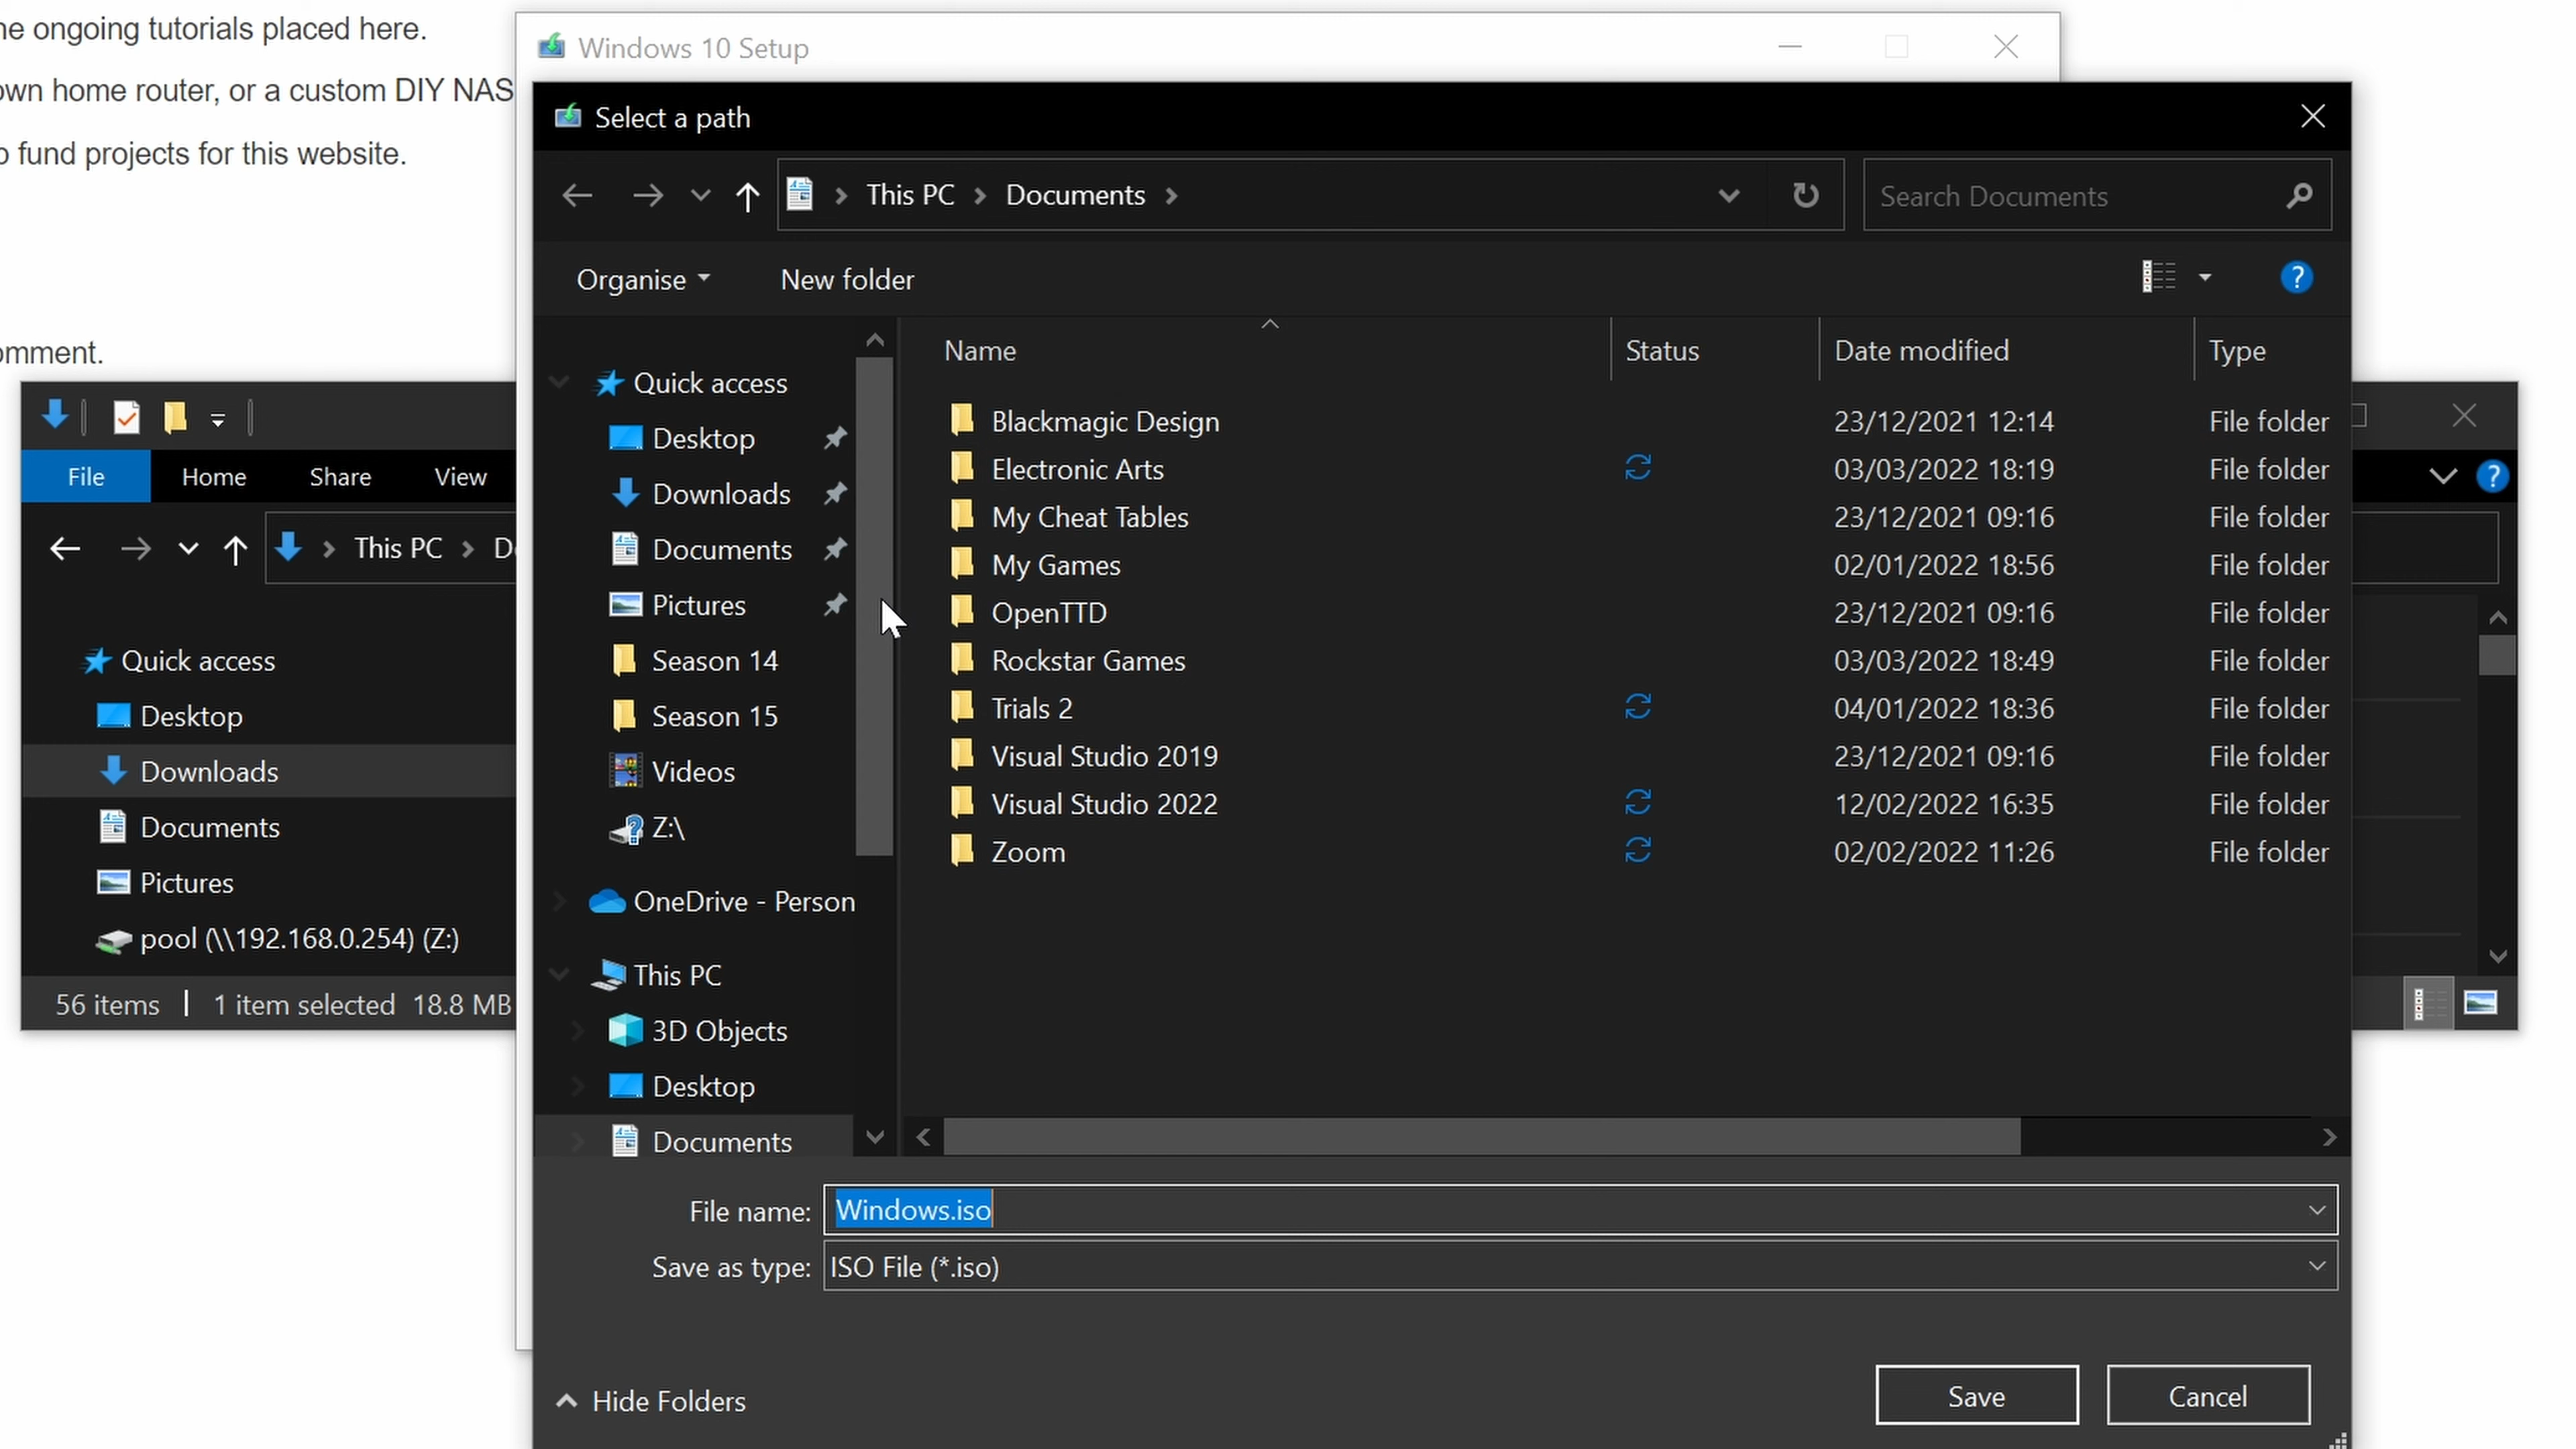 he ongoing tutorials placed here.
own home router, or a custom DIY NAS
o fund projects for this website.
omment.
Windows 10 Setup
Select a path
This PC
Documents
Search Documents
Organise
New folder
Name
Status
Date modified
Type
Quick access
Desktop
Downloads
Documents
Pictures
Season 14
Season 15
Videos
Z:\
OneDrive - Person
This PC
3D Objects
Desktop
Documents
Blackmagic Design 23/12/2021 12:14 File folder
Electronic Arts 03/03/2022 18:19 File folder
My Cheat Tables 23/12/2021 09:16 File folder
My Games 02/01/2022 18:56 File folder
OpenTTD 23/12/2021 09:16 File folder
Rockstar Games 03/03/2022 18:49 File folder
Trials 2 04/01/2022 18:36 File folder
Visual Studio 2019 23/12/2021 09:16 File folder
Visual Studio 2022 12/02/2022 16:35 File folder
Zoom 02/02/2022 11:26 File folder
File name: Windows.iso
Save as type: ISO File (*.iso)
Hide Folders
Save
Cancel
File Home Share View
This PC
Quick access
Desktop
Downloads
Documents
Pictures
pool (\\192.168.0.254) (Z:)
56 items 1 item selected 18.8 MB